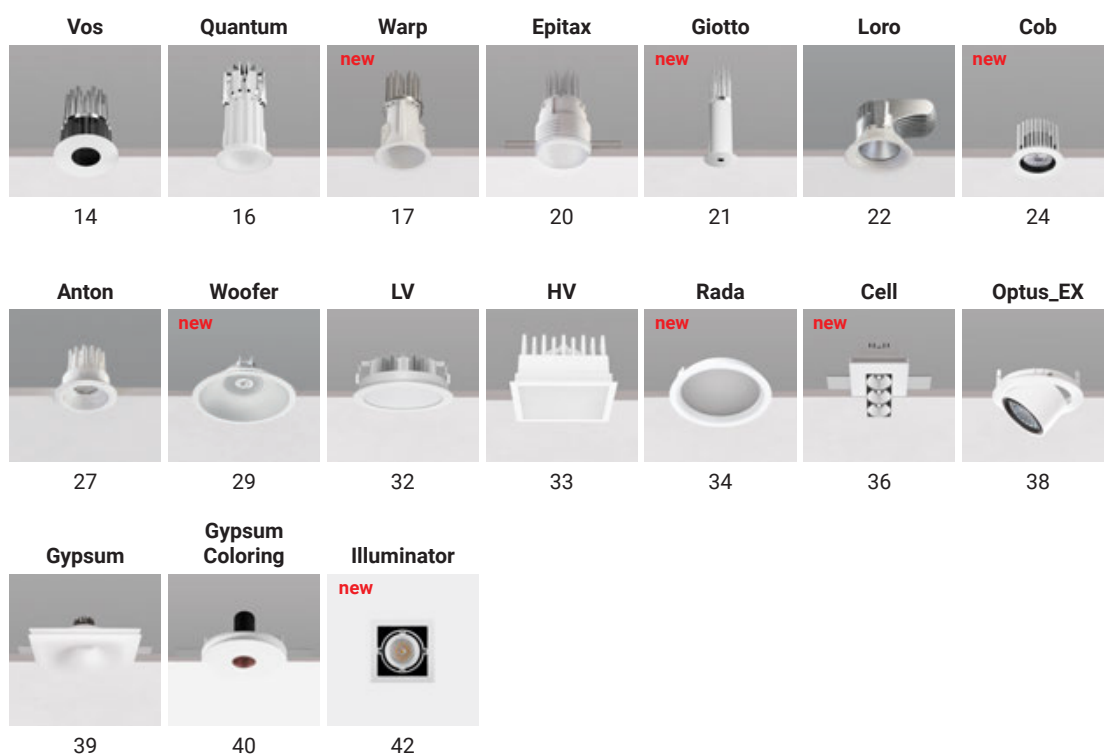 Vos Quantum Warp Epitax Giotto Loro Cob
new new new
14 16 17 20 21 22 24
Anton Woofer LV HV Rada Cell Optus_EX
new new new
27 29 32 33 34 36 38
Gypsum
Gypsum
Coloring
Illuminator
new
39 40 42